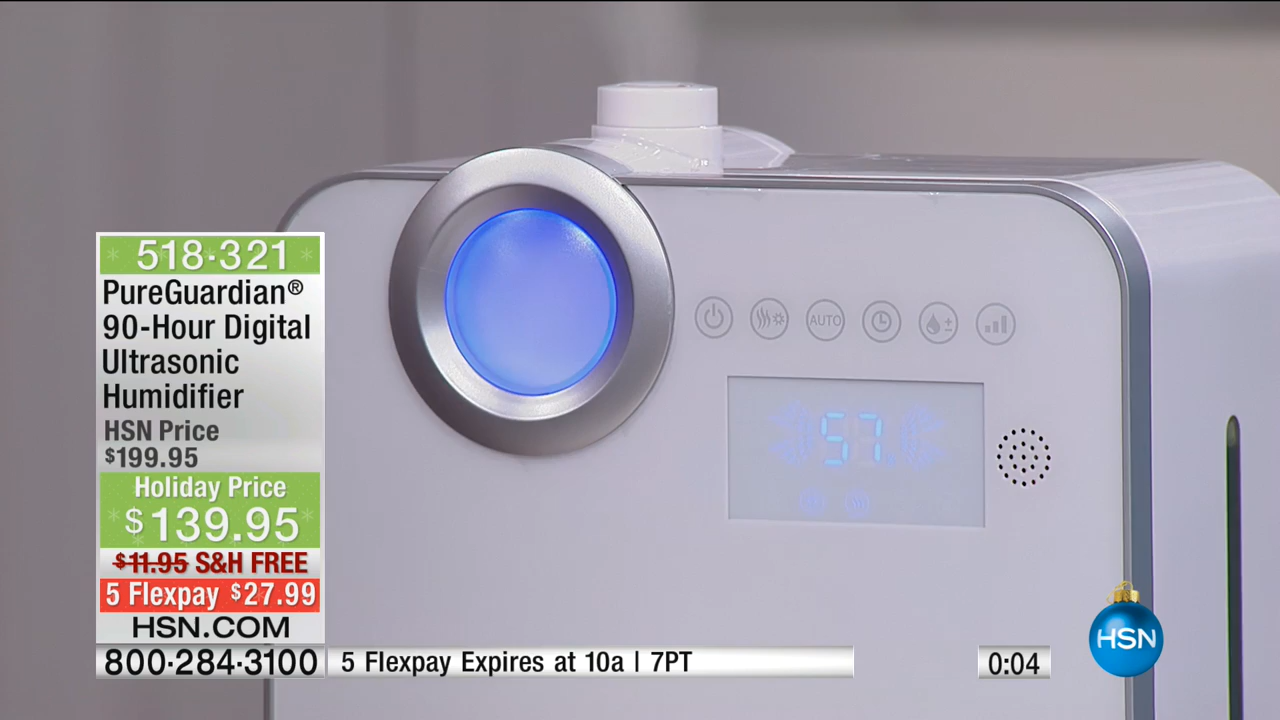 518·321
PureGuardian®
90-Hour Digital
Ultrasonic
Humidifier
HSN Price
$199.95
Holiday Price
$139.95
$11.95 S&H FREE
5 Flexpay $27.99
HSN.COM
800·284·3100
5 Flexpay Expires at 10a | 7PT
0:04
HSN
AUTO
57